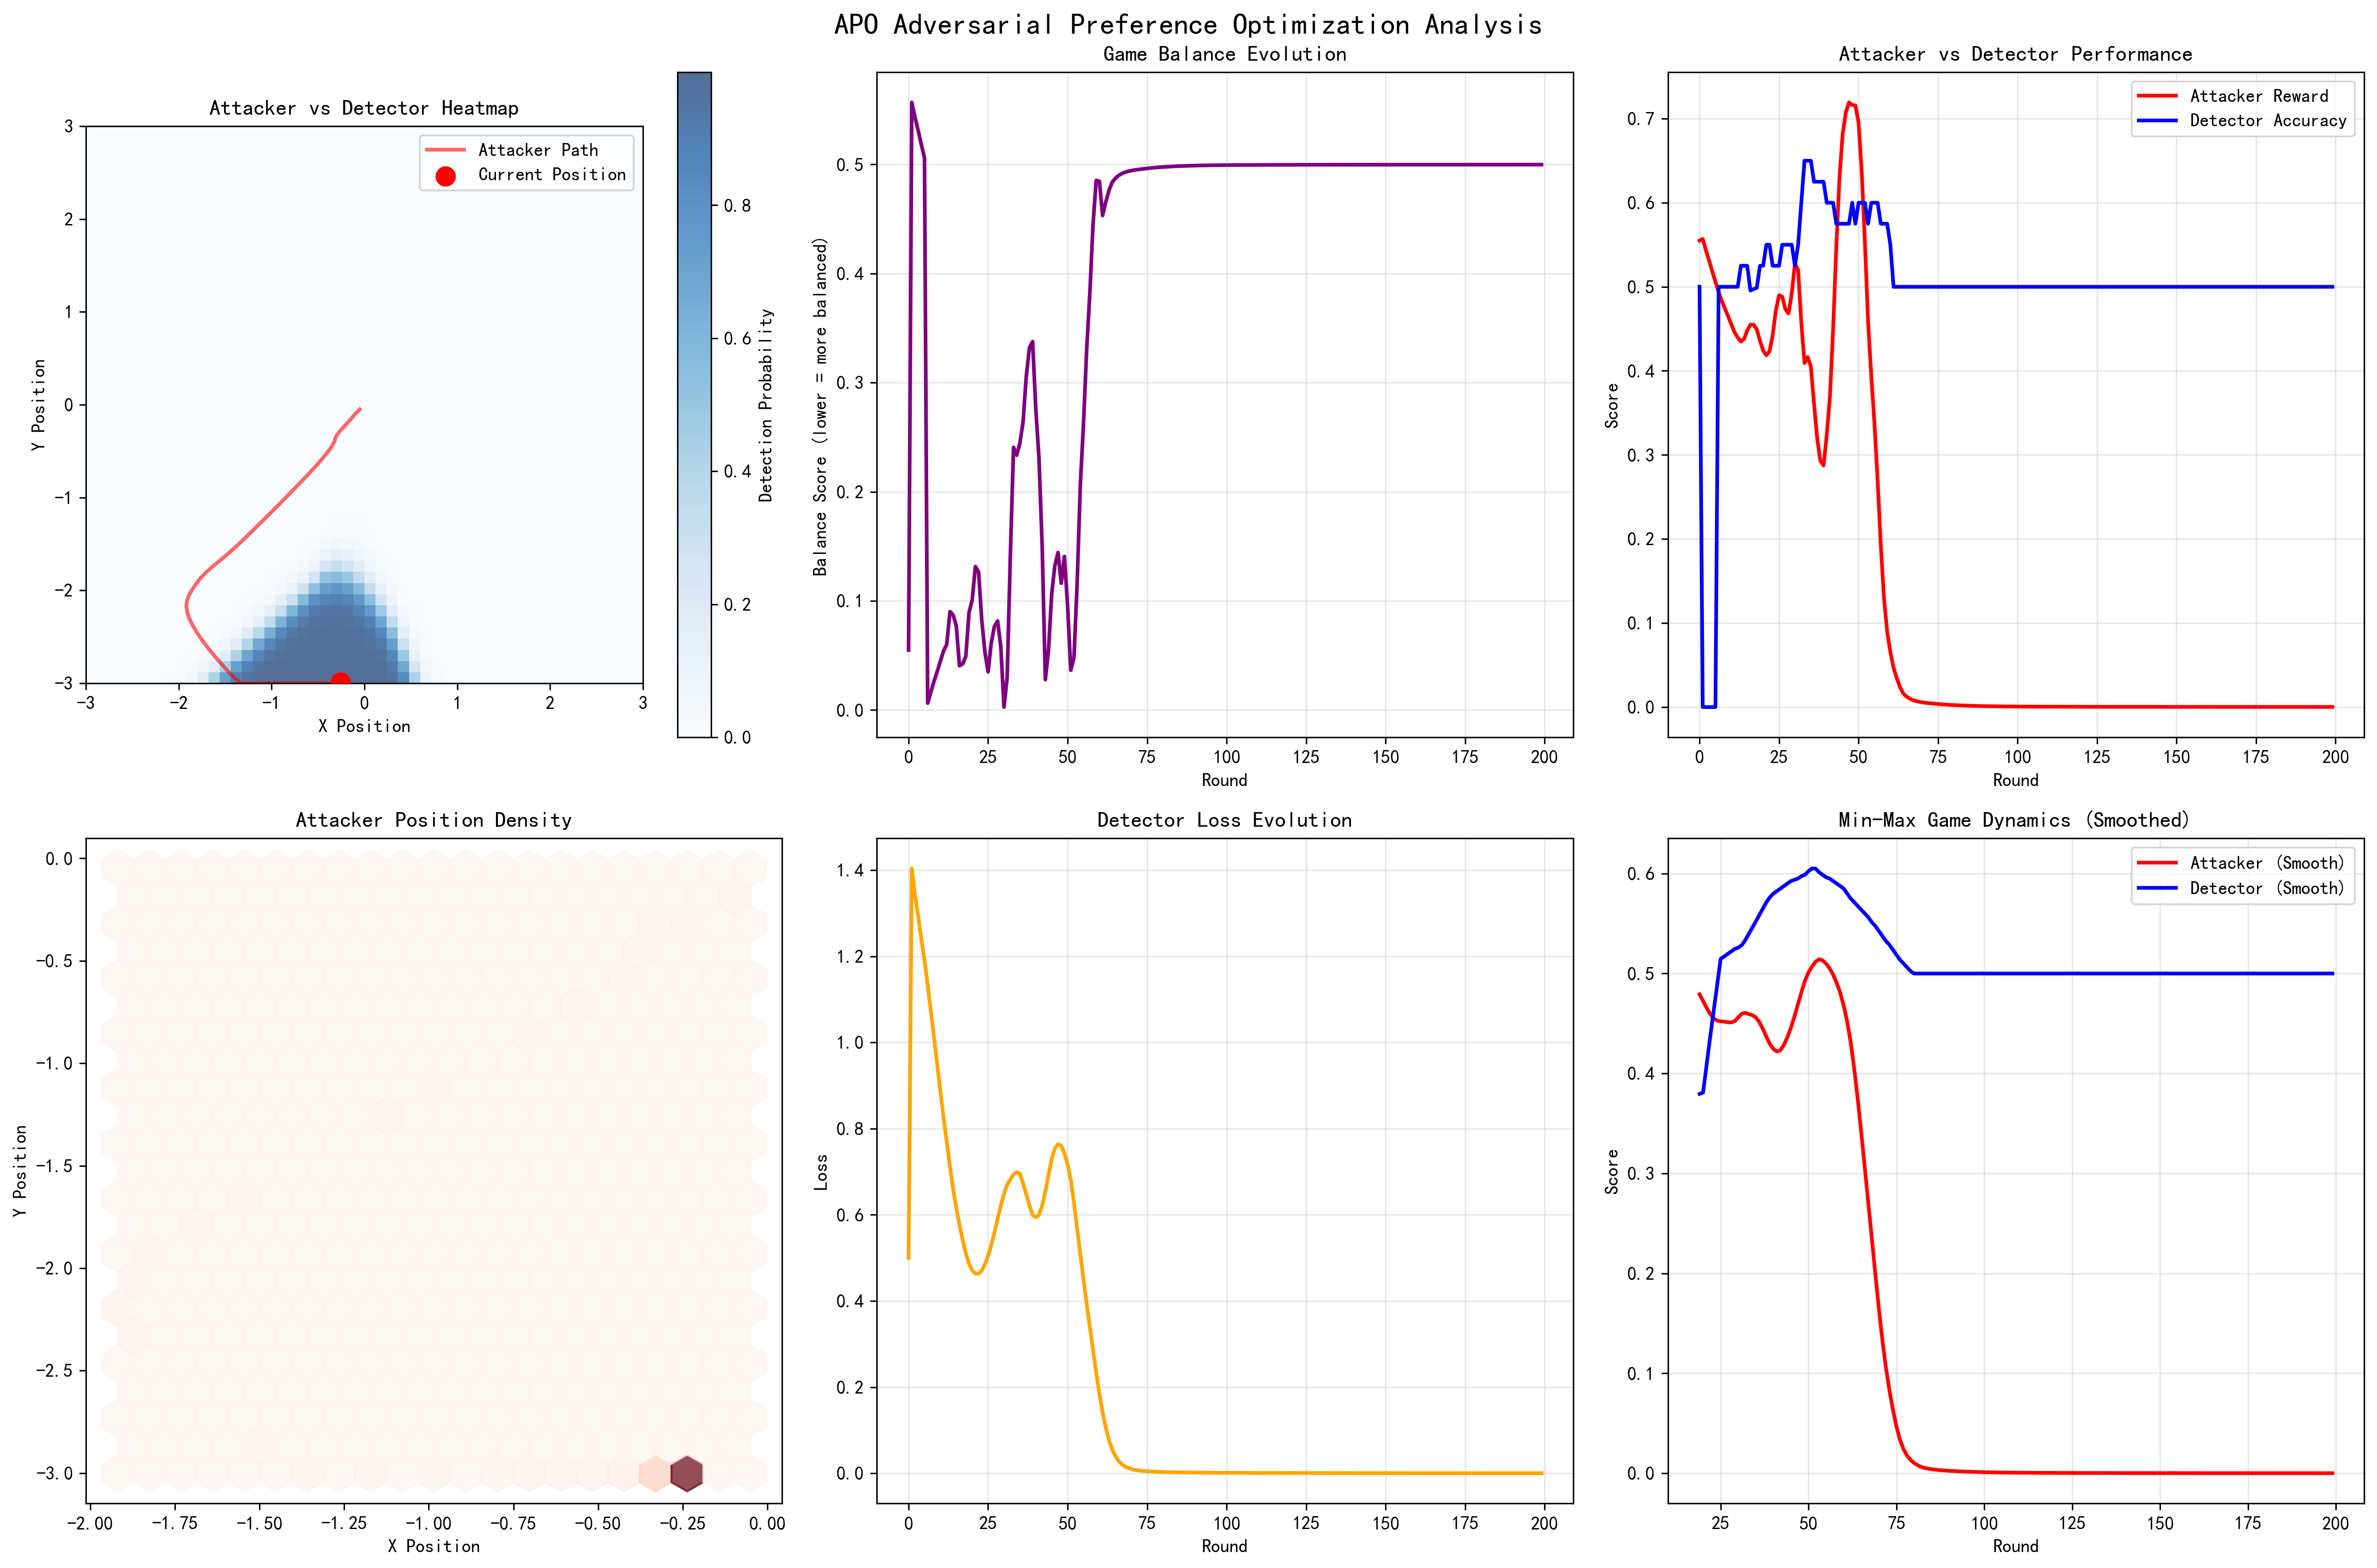 APO Adversarial Preference Optimization Analysis
Attacker vs Detector Heatmap
Attacker Path
Current Position
3
2
1
0
−1
−2
−3
Y Position
−3 −2 −1 0 1 2 3
X Position
0.8
0.6
0.4
0.2
0.0
Detection Probability
Game Balance Evolution
0.5
0.4
0.3
0.2
0.1
0.0
Balance Score (lower = more balanced)
0 25 50 75 100 125 150 175 200
Round
Attacker vs Detector Performance
Attacker Reward
Detector Accuracy
0.7
0.6
0.5
0.4
0.3
0.2
0.1
0.0
Score
0 25 50 75 100 125 150 175 200
Round
Attacker Position Density
0.0
−0.5
−1.0
−1.5
−2.0
−2.5
−3.0
Y Position
−2.00 −1.75 −1.50 −1.25 −1.00 −0.75 −0.50 −0.25 0.00
X Position
Detector Loss Evolution
1.4
1.2
1.0
0.8
0.6
0.4
0.2
0.0
Loss
0 25 50 75 100 125 150 175 200
Round
Min-Max Game Dynamics (Smoothed)
Attacker (Smooth)
Detector (Smooth)
0.6
0.5
0.4
0.3
0.2
0.1
0.0
Score
25 50 75 100 125 150 175 200
Round